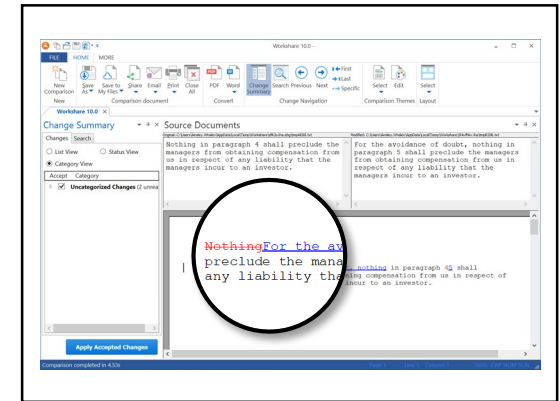 Workshare 10.0 -
FILE HOME MORE
New Comparison
Save As
Save to My Files
Share
Email
Print
Close All
PDF
Word
Change Summary
Search
Previous
Next
First
Last
Specific
Select
Edit
Select
New
Comparison document
Convert
Change Navigation
Comparison Themes
Layout
Workshare 10.0 ×
Change Summary
Changes Search
List View Status View
Category View
Accept Category
Uncategorized Changes (2 unrea
Apply Accepted Changes
Source Documents
Nothing in paragraph 4 shall preclude the
managers from obtaining compensation from
us in respect of any liability that the
managers incur to an investor.
For the avoidance of doubt, nothing in
paragraph 5 shall preclude the managers
from obtaining compensation from us in
respect of any liability that the
managers incur to an investor.
NothingFor the av
preclude the mana
any liability tha
, nothing in paragraph 45 shall
ning compensation from us in respect of
incur to an investor.
Comparison completed in 4.53s